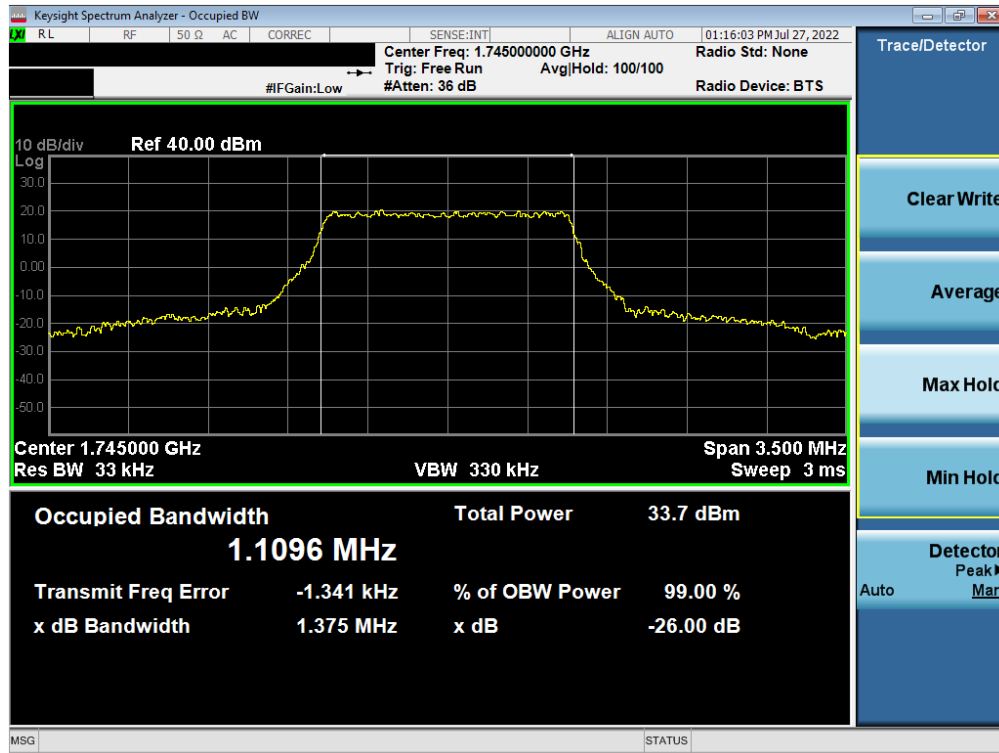 Keysight Spectrum Analyzer - Occupied BW
LXI RL RF 50 Ω AC CORREC SENSE:INT ALIGN AUTO 01:16:03 PM Jul 27, 2022
Center Freq: 1.745000000 GHz Radio Std: None
Trig: Free Run Avg|Hold: 100/100
#IFGain:Low #Atten: 36 dB Radio Device: BTS
10 dB/div Ref 40.00 dBm
Log
30.0
20.0
10.0
0.00
-10.0
-20.0
-30.0
-40.0
-50.0
Center 1.745000 GHz Span 3.500 MHz
Res BW 33 kHz VBW 330 kHz Sweep 3 ms
Occupied Bandwidth Total Power 33.7 dBm
1.1096 MHz
Transmit Freq Error -1.341 kHz % of OBW Power 99.00 %
x dB Bandwidth 1.375 MHz x dB -26.00 dB
MSG STATUS
Trace/Detector
Clear Write
Average
Max Hold
Min Hold
Detector
Peak
Auto Man